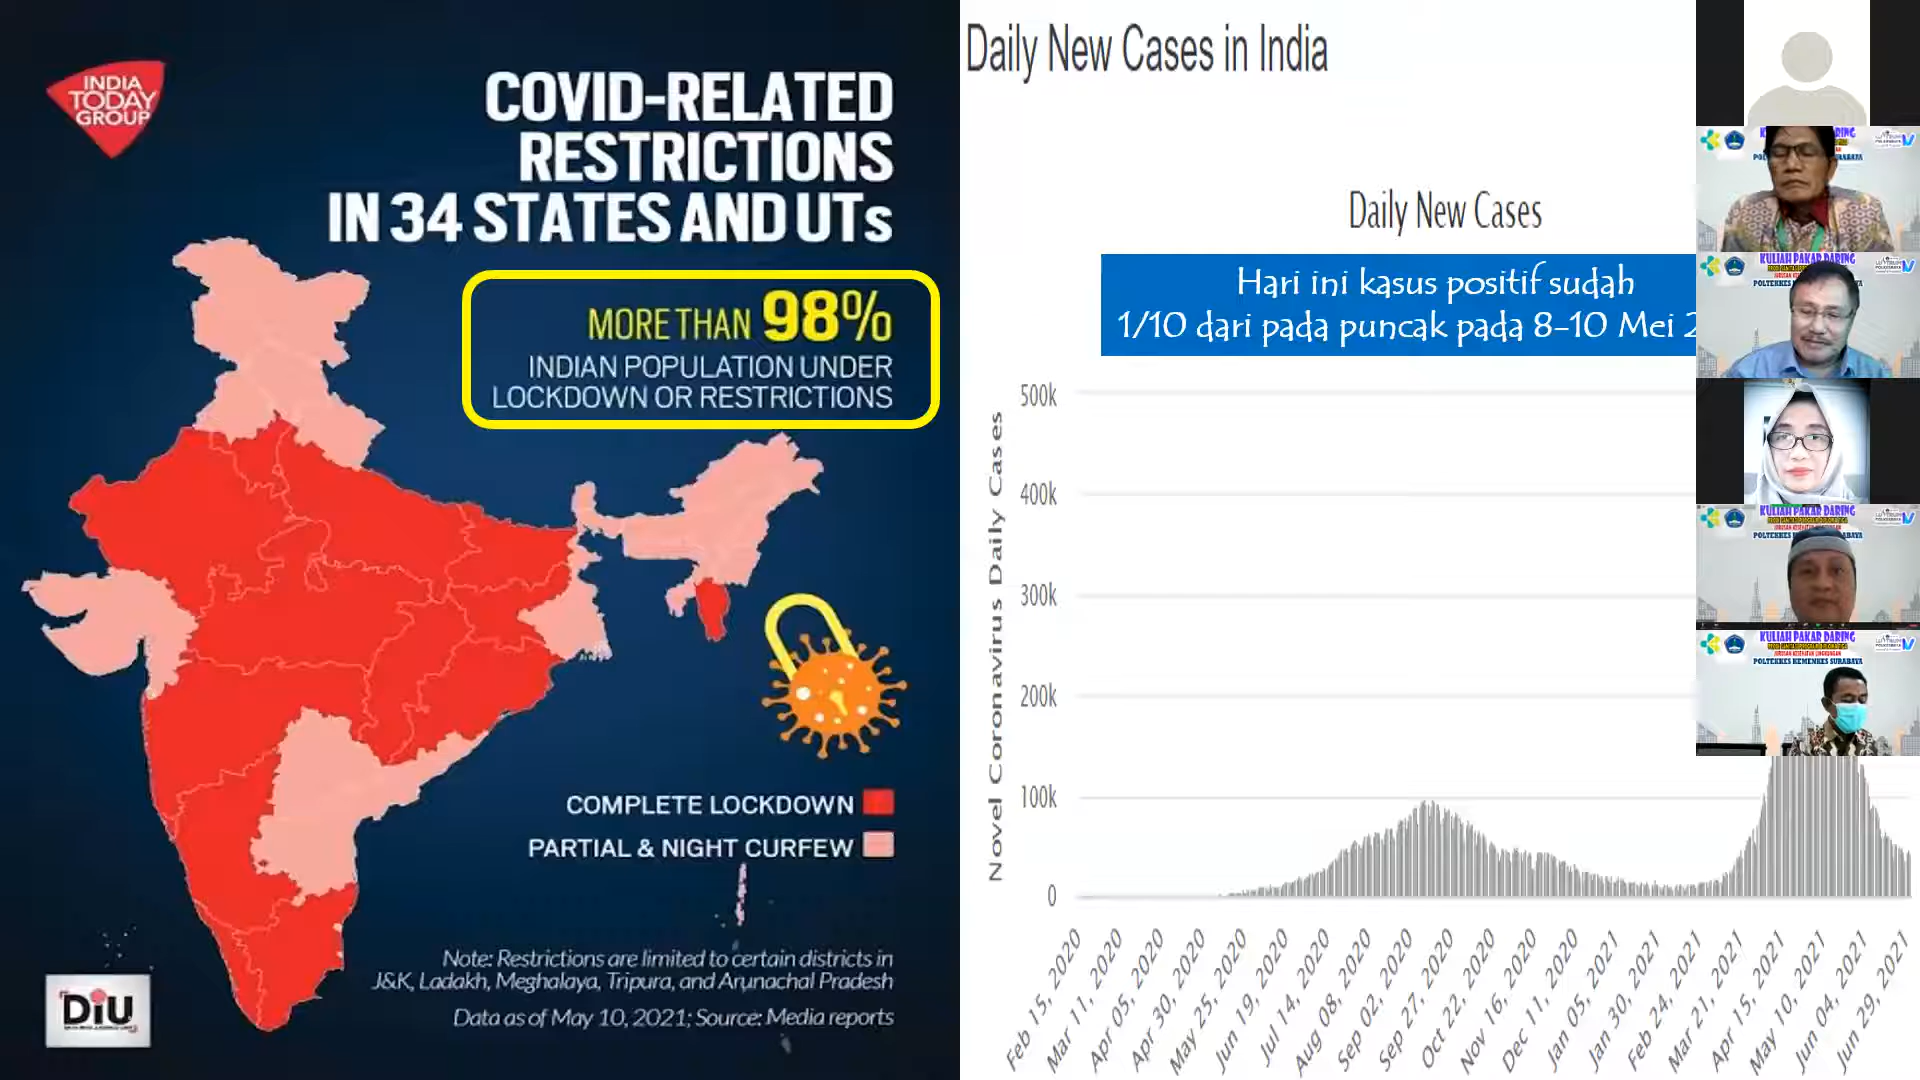 INDIA
TODAY
GROUP
COVID-RELATED
RESTRICTIONS
IN 34 STATES AND UTs
MORE THAN 98%
INDIAN POPULATION UNDER
LOCKDOWN OR RESTRICTIONS
COMPLETE LOCKDOWN
PARTIAL & NIGHT CURFEW
Note: Restrictions are limited to certain districts in
J&K, Ladakh, Meghalaya, Tripura, and Arunachal Pradesh
Data as of May 10, 2021; Source: Media reports
DiU
Daily New Cases in India
Daily New Cases
Hari ini kasus positif sudah
1/10 dari pada puncak pada 8-10 Mei 2
Novel Coronavirus Daily Cases
500k
400k
300k
200k
100k
0
Feb 15, 2020
Mar 11, 2020
Apr 05, 2020
Apr 30, 2020
May 25, 2020
Jun 19, 2020
Jul 14, 2020
Aug 08, 2020
Sep 02, 2020
Sep 27, 2020
Oct 22, 2020
Nov 16, 2020
Dec 11, 2020
Jan 05, 2021
Jan 30, 2021
Feb 24, 2021
Mar 21, 2021
Apr 15, 2021
May 10, 2021
Jun 04, 2021
Jun 29, 2021
KULIAH PAKAR DARING
KULIAH PAKAR DARING
KULIAH PAKAR DARING
JURUSAN KESEHATAN LINGKUNGAN
POLTEKKES KEMENKES SURABAYA